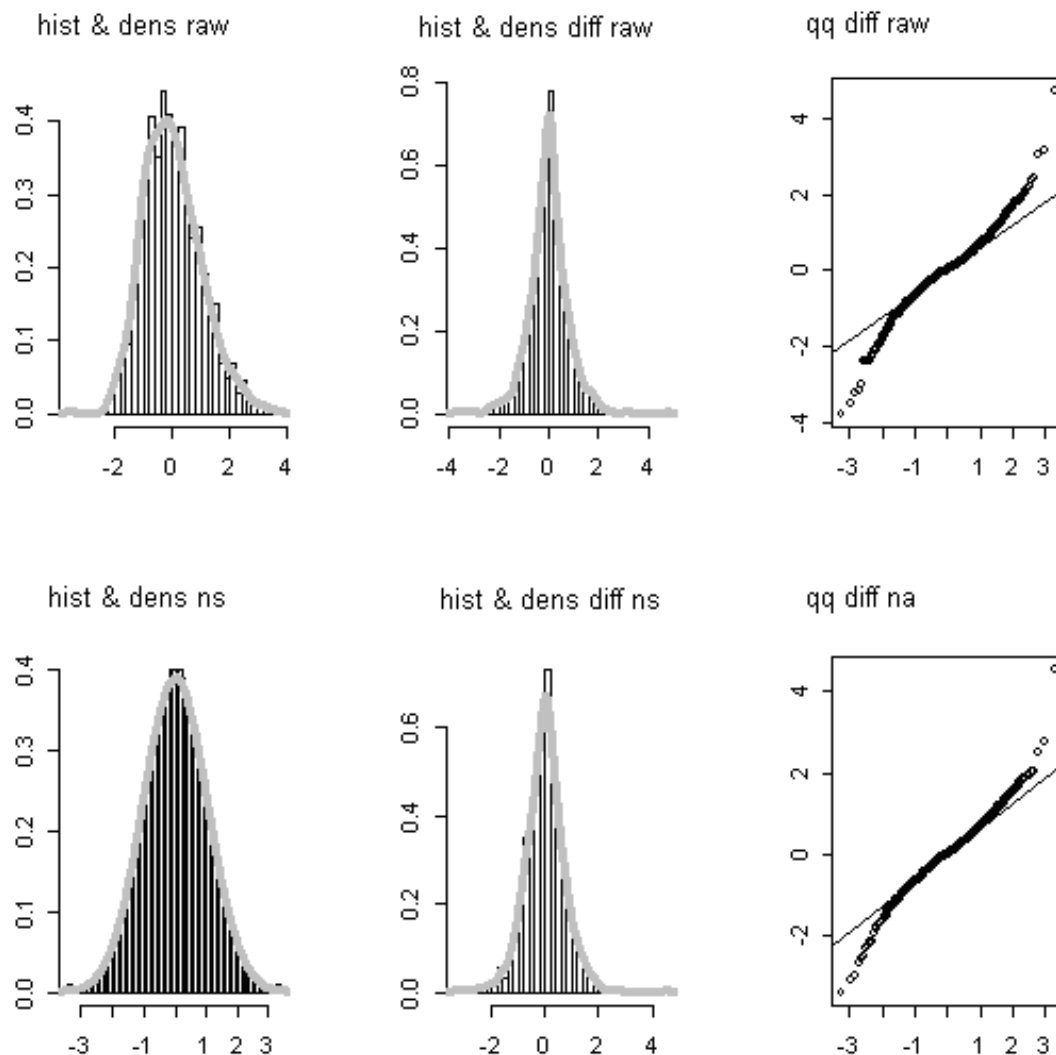 hist & dens raw
hist & dens diff raw
qq diff raw
0.0 0.1 0.2 0.3 0.4
-2 0 2 4
0.0 0.2 0.4 0.6 0.8
-4 -2 0 2 4
-4 -2 0 2 4
-3 -1 1 2 3
hist & dens ns
hist & dens diff ns
qq diff na
0.0 0.1 0.2 0.3 0.4
-3 -1 1 2 3
0.0 0.2 0.4 0.6
-2 0 2 4
-2 0 2 4
-3 -1 1 2 3